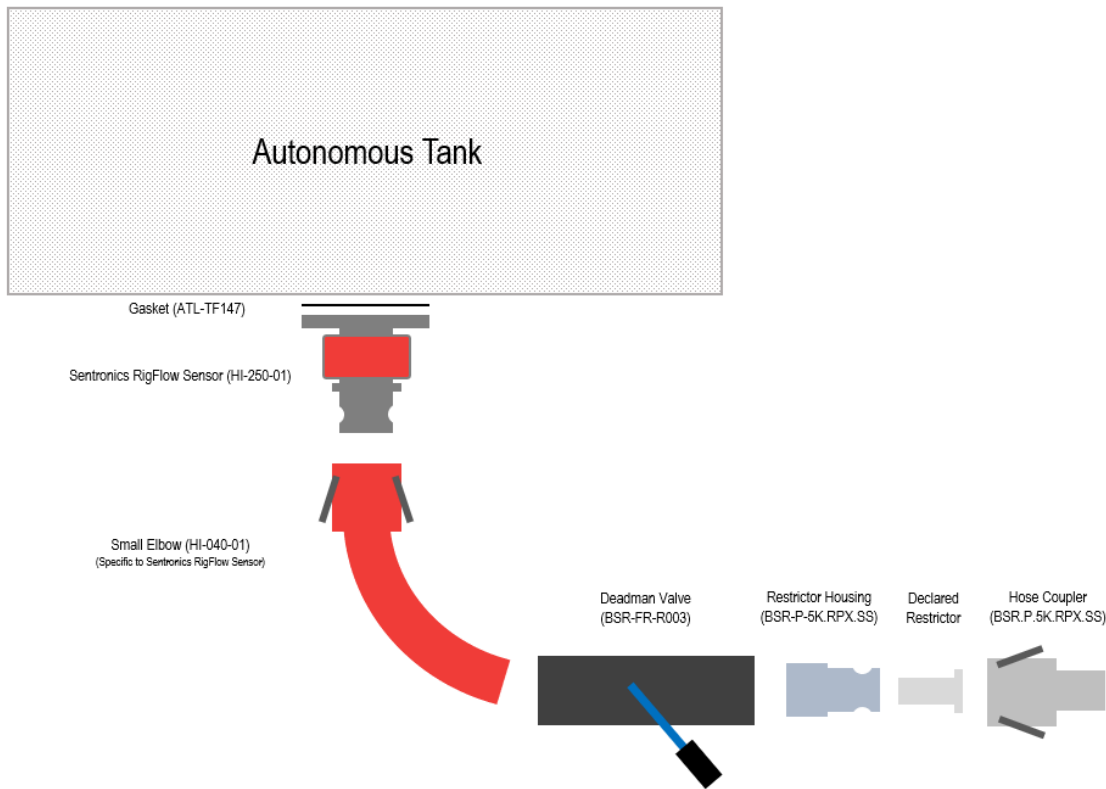 Autonomous Tank
Gasket (ATL-TF147)
Sentronics RigFlow Sensor (HI-250-01)
Small Elbow (HI-040-01)
(Specific to Sentronics RigFlow Sensor)
Deadman Valve
(BSR-FR-R003)
Restrictor Housing
(BSR-P-5K.RPX.SS)
Declared
Restrictor
Hose Coupler
(BSR.P.5K.RPX.SS)